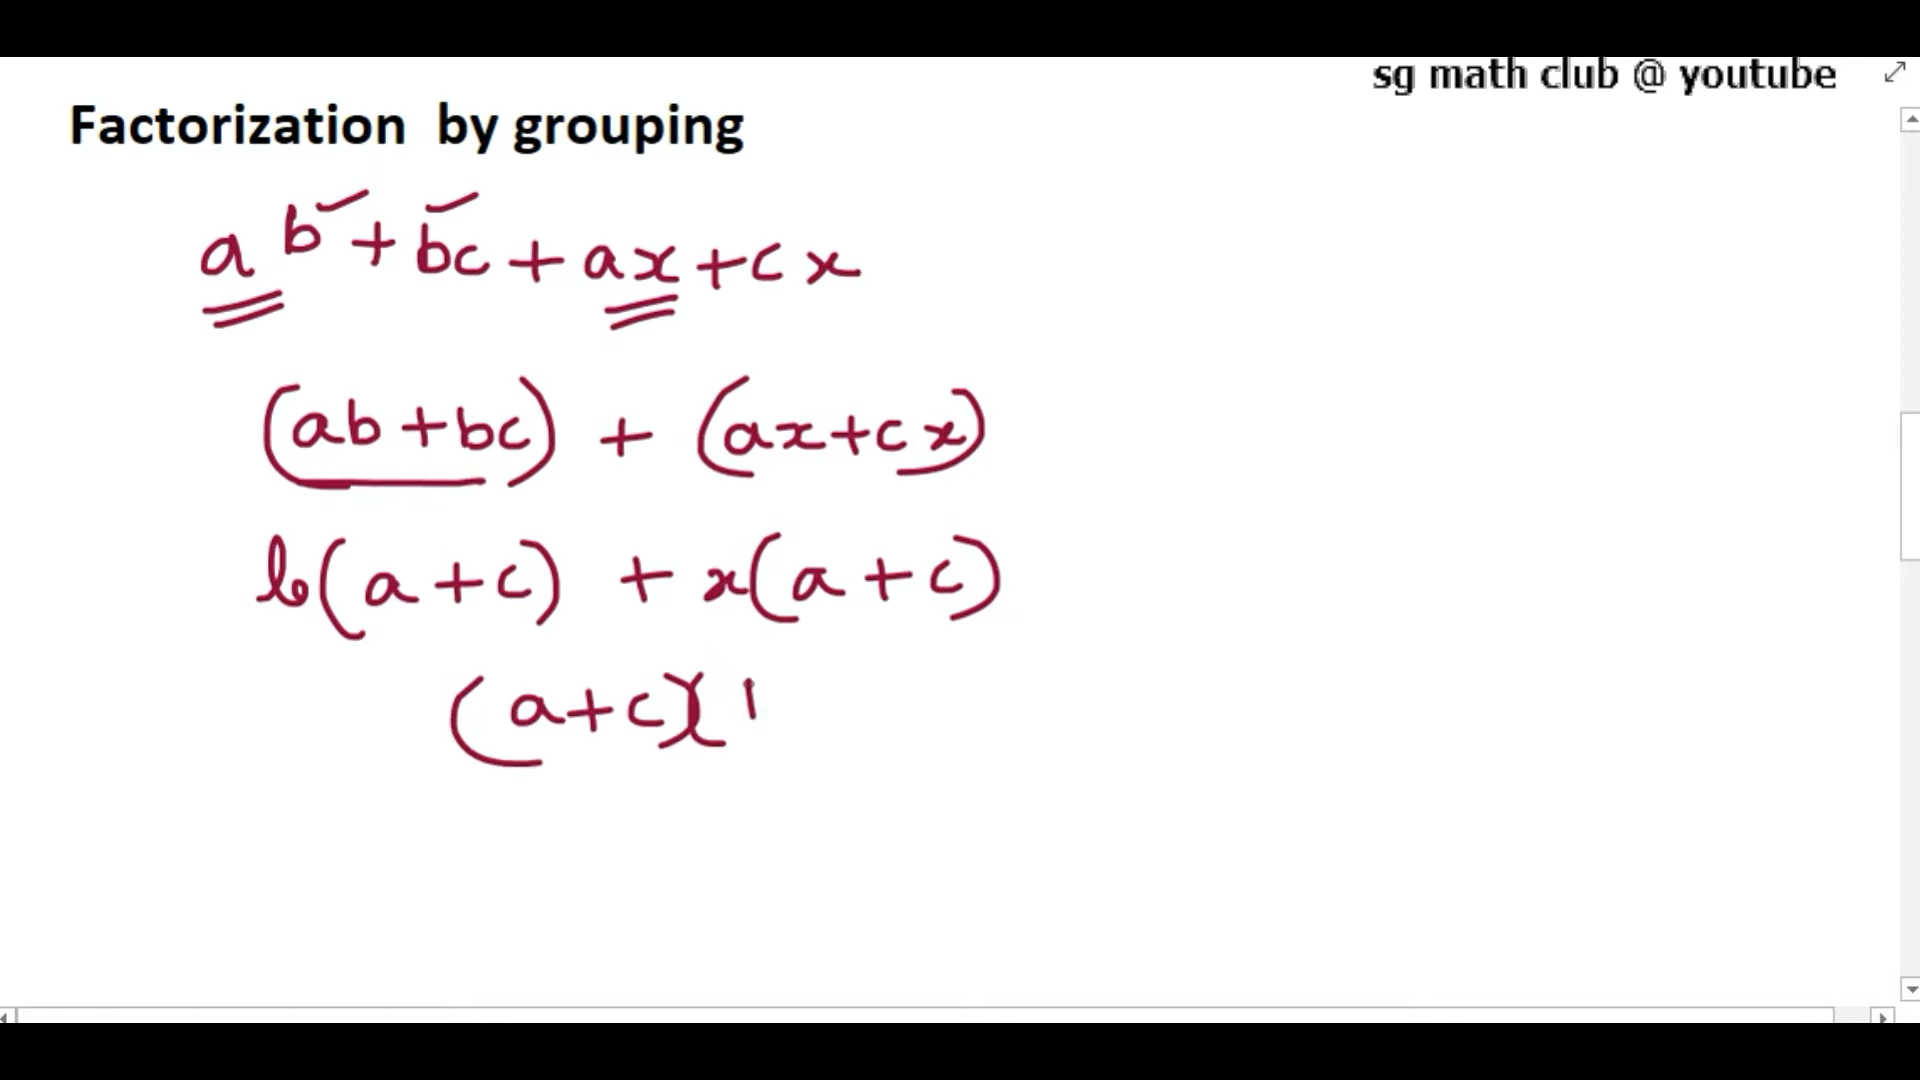 sg math club @ youtube
Factorization by grouping
ab + bc + ax + cx
(ab + bc) + (ax + cx)
b(a + c) + x(a + c)
(a+c)(